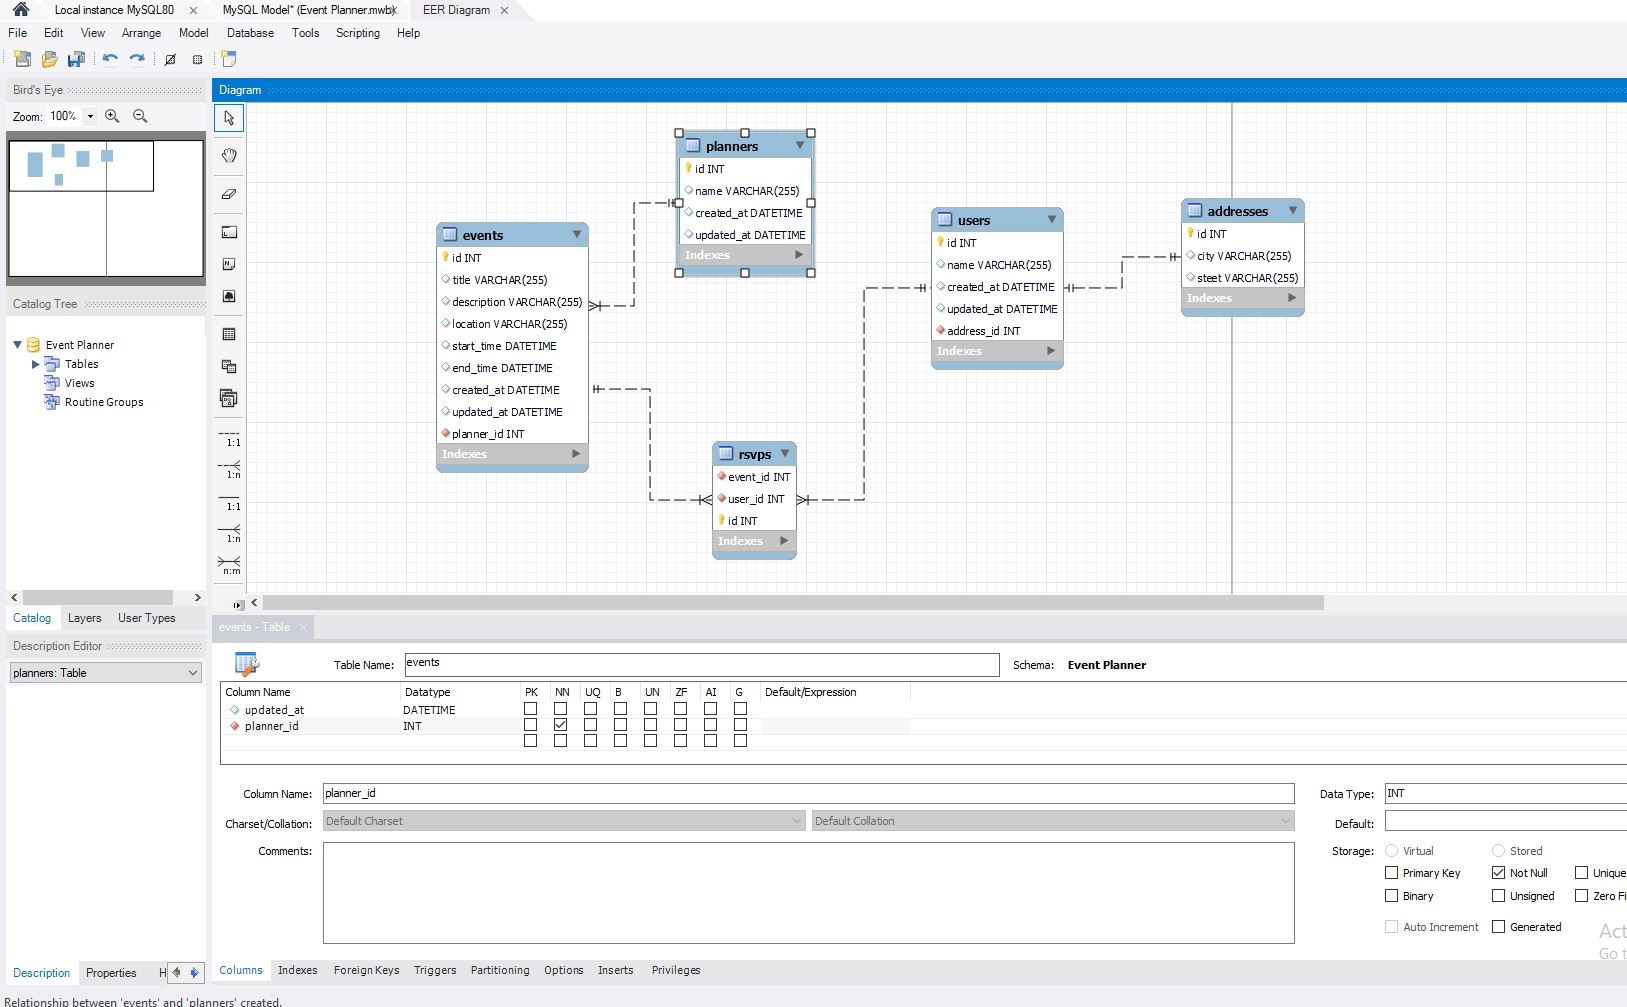 Local instance MySQL80
MySQL Model* (Event Planner.mwb)
EER Diagram
File Edit View Arrange Model Database Tools Scripting Help
Bird's Eye
Zoom: 100%
Catalog Tree
Event Planner
Tables
Views
Routine Groups
Catalog Layers User Types
Description Editor
planners: Table
Description Properties H
Diagram
1:1
1:n
1:1
1:n
n:m
planners
id INT
name VARCHAR(255)
created_at DATETIME
updated_at DATETIME
Indexes
events
id INT
title VARCHAR(255)
description VARCHAR(255)
location VARCHAR(255)
start_time DATETIME
end_time DATETIME
created_at DATETIME
updated_at DATETIME
planner_id INT
Indexes
users
id INT
name VARCHAR(255)
created_at DATETIME
updated_at DATETIME
address_id INT
Indexes
addresses
id INT
city VARCHAR(255)
steet VARCHAR(255)
Indexes
rsvps
event_id INT
user_id INT
id INT
Indexes
events - Table
Table Name: events Schema: Event Planner
Column Name Datatype PK NN UQ B UN ZF AI G Default/Expression
updated_at DATETIME
planner_id INT
Column Name: planner_id Data Type: INT
Charset/Collation: Default Charset Default Collation Default:
Comments: Storage: Virtual Stored
Primary Key Not Null Unique
Binary Unsigned Zero Fi
Auto Increment Generated
Act
Go t
Columns Indexes Foreign Keys Triggers Partitioning Options Inserts Privileges
Relationship between 'events' and 'planners' created.